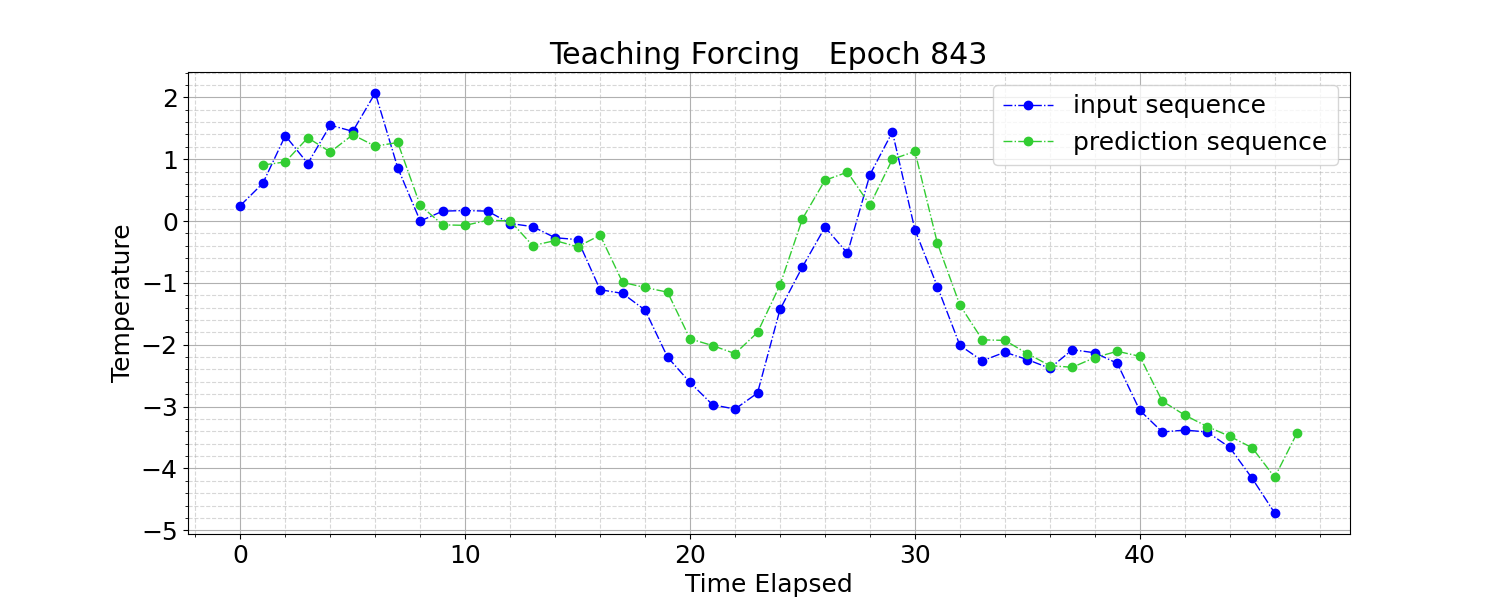 Teaching Forcing   Epoch 843
input sequence
prediction sequence
Temperature
2
1
0
−1
−2
−3
−4
−5
0 10 20 30 40
Time Elapsed